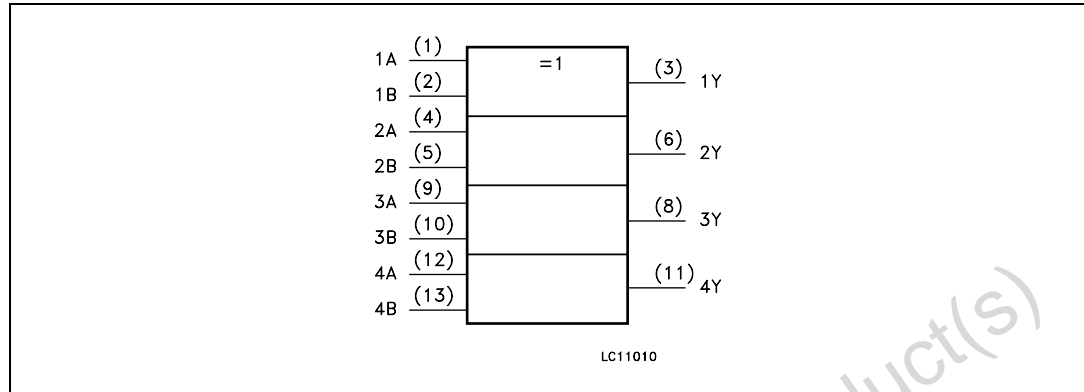 1A (1) =1 (3) 1Y
1B (2)
2A (4) (6) 2Y
2B (5)
3A (9) (8) 3Y
3B (10)
4A (12) (11) 4Y
4B (13)
LC11010
uct(s)